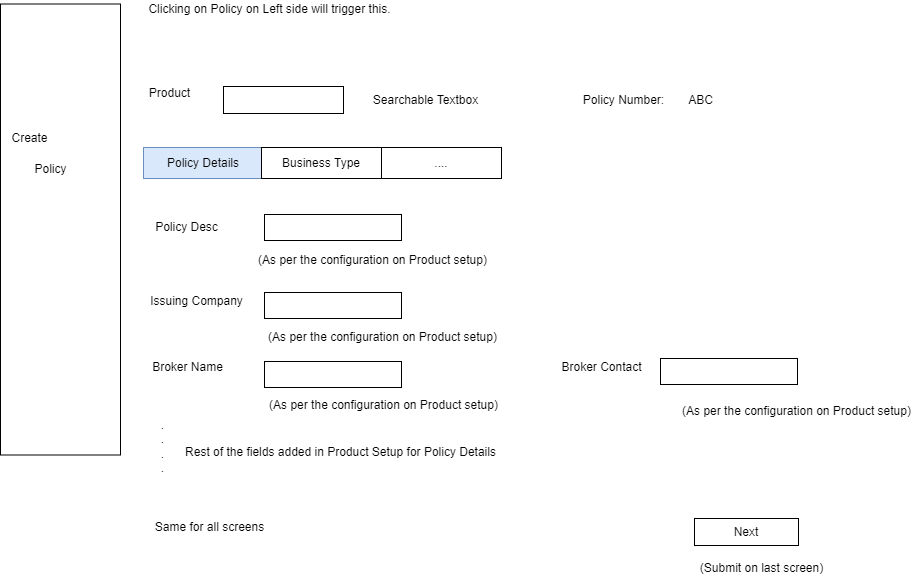 Clicking on Policy on Left side will trigger this.
Product
Searchable Textbox
Policy Number:
ABC
Create
Policy
Policy Details
Business Type
....
Policy Desc
(As per the configuration on Product setup)
Issuing Company
(As per the configuration on Product setup)
Broker Name
Broker Contact
(As per the configuration on Product setup)
(As per the configuration on Product setup)
.
.
.
.
Rest of the fields added in Product Setup for Policy Details
Same for all screens
Next
(Submit on last screen)